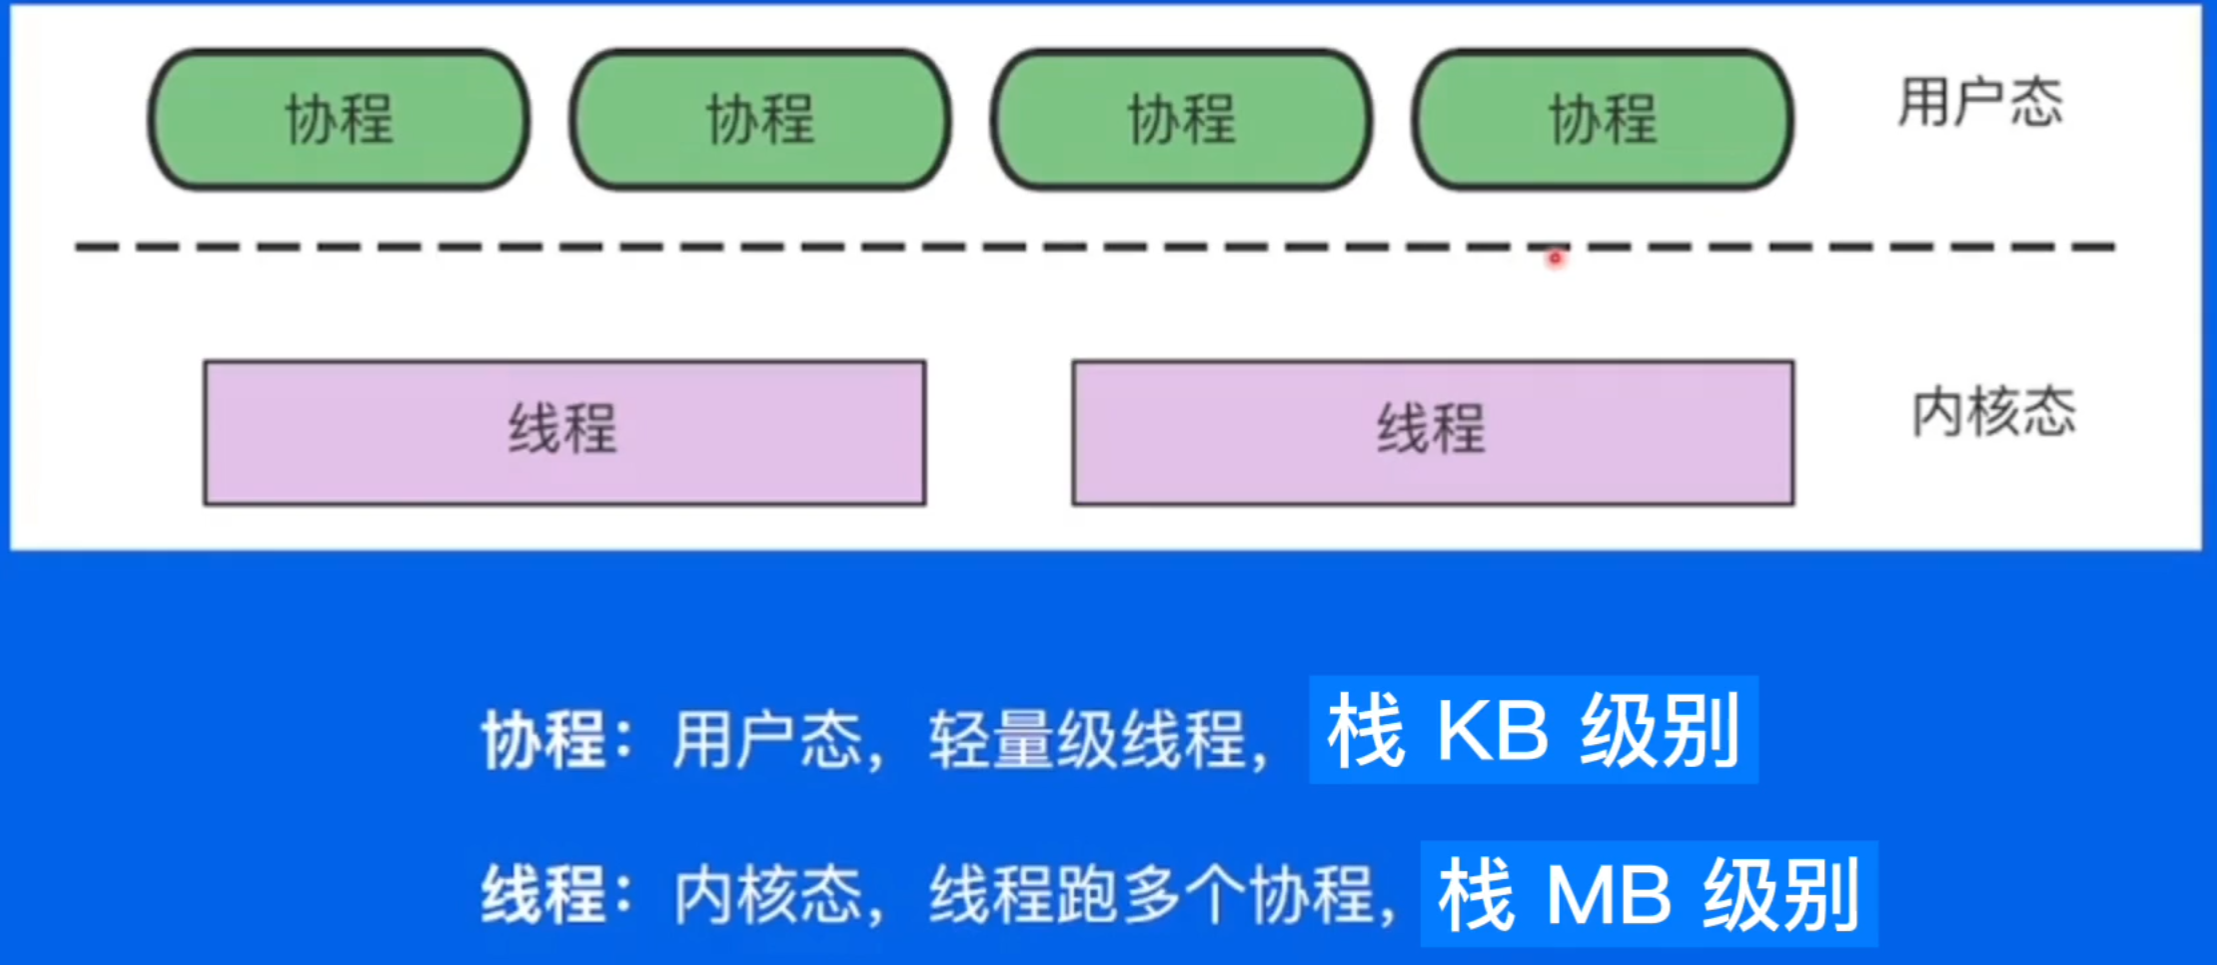 协程 协程 协程 协程 用户态
线程 线程 内核态
协程：用户态，轻量级线程，栈 KB 级别
线程：内核态，线程跑多个协程，栈 MB 级别